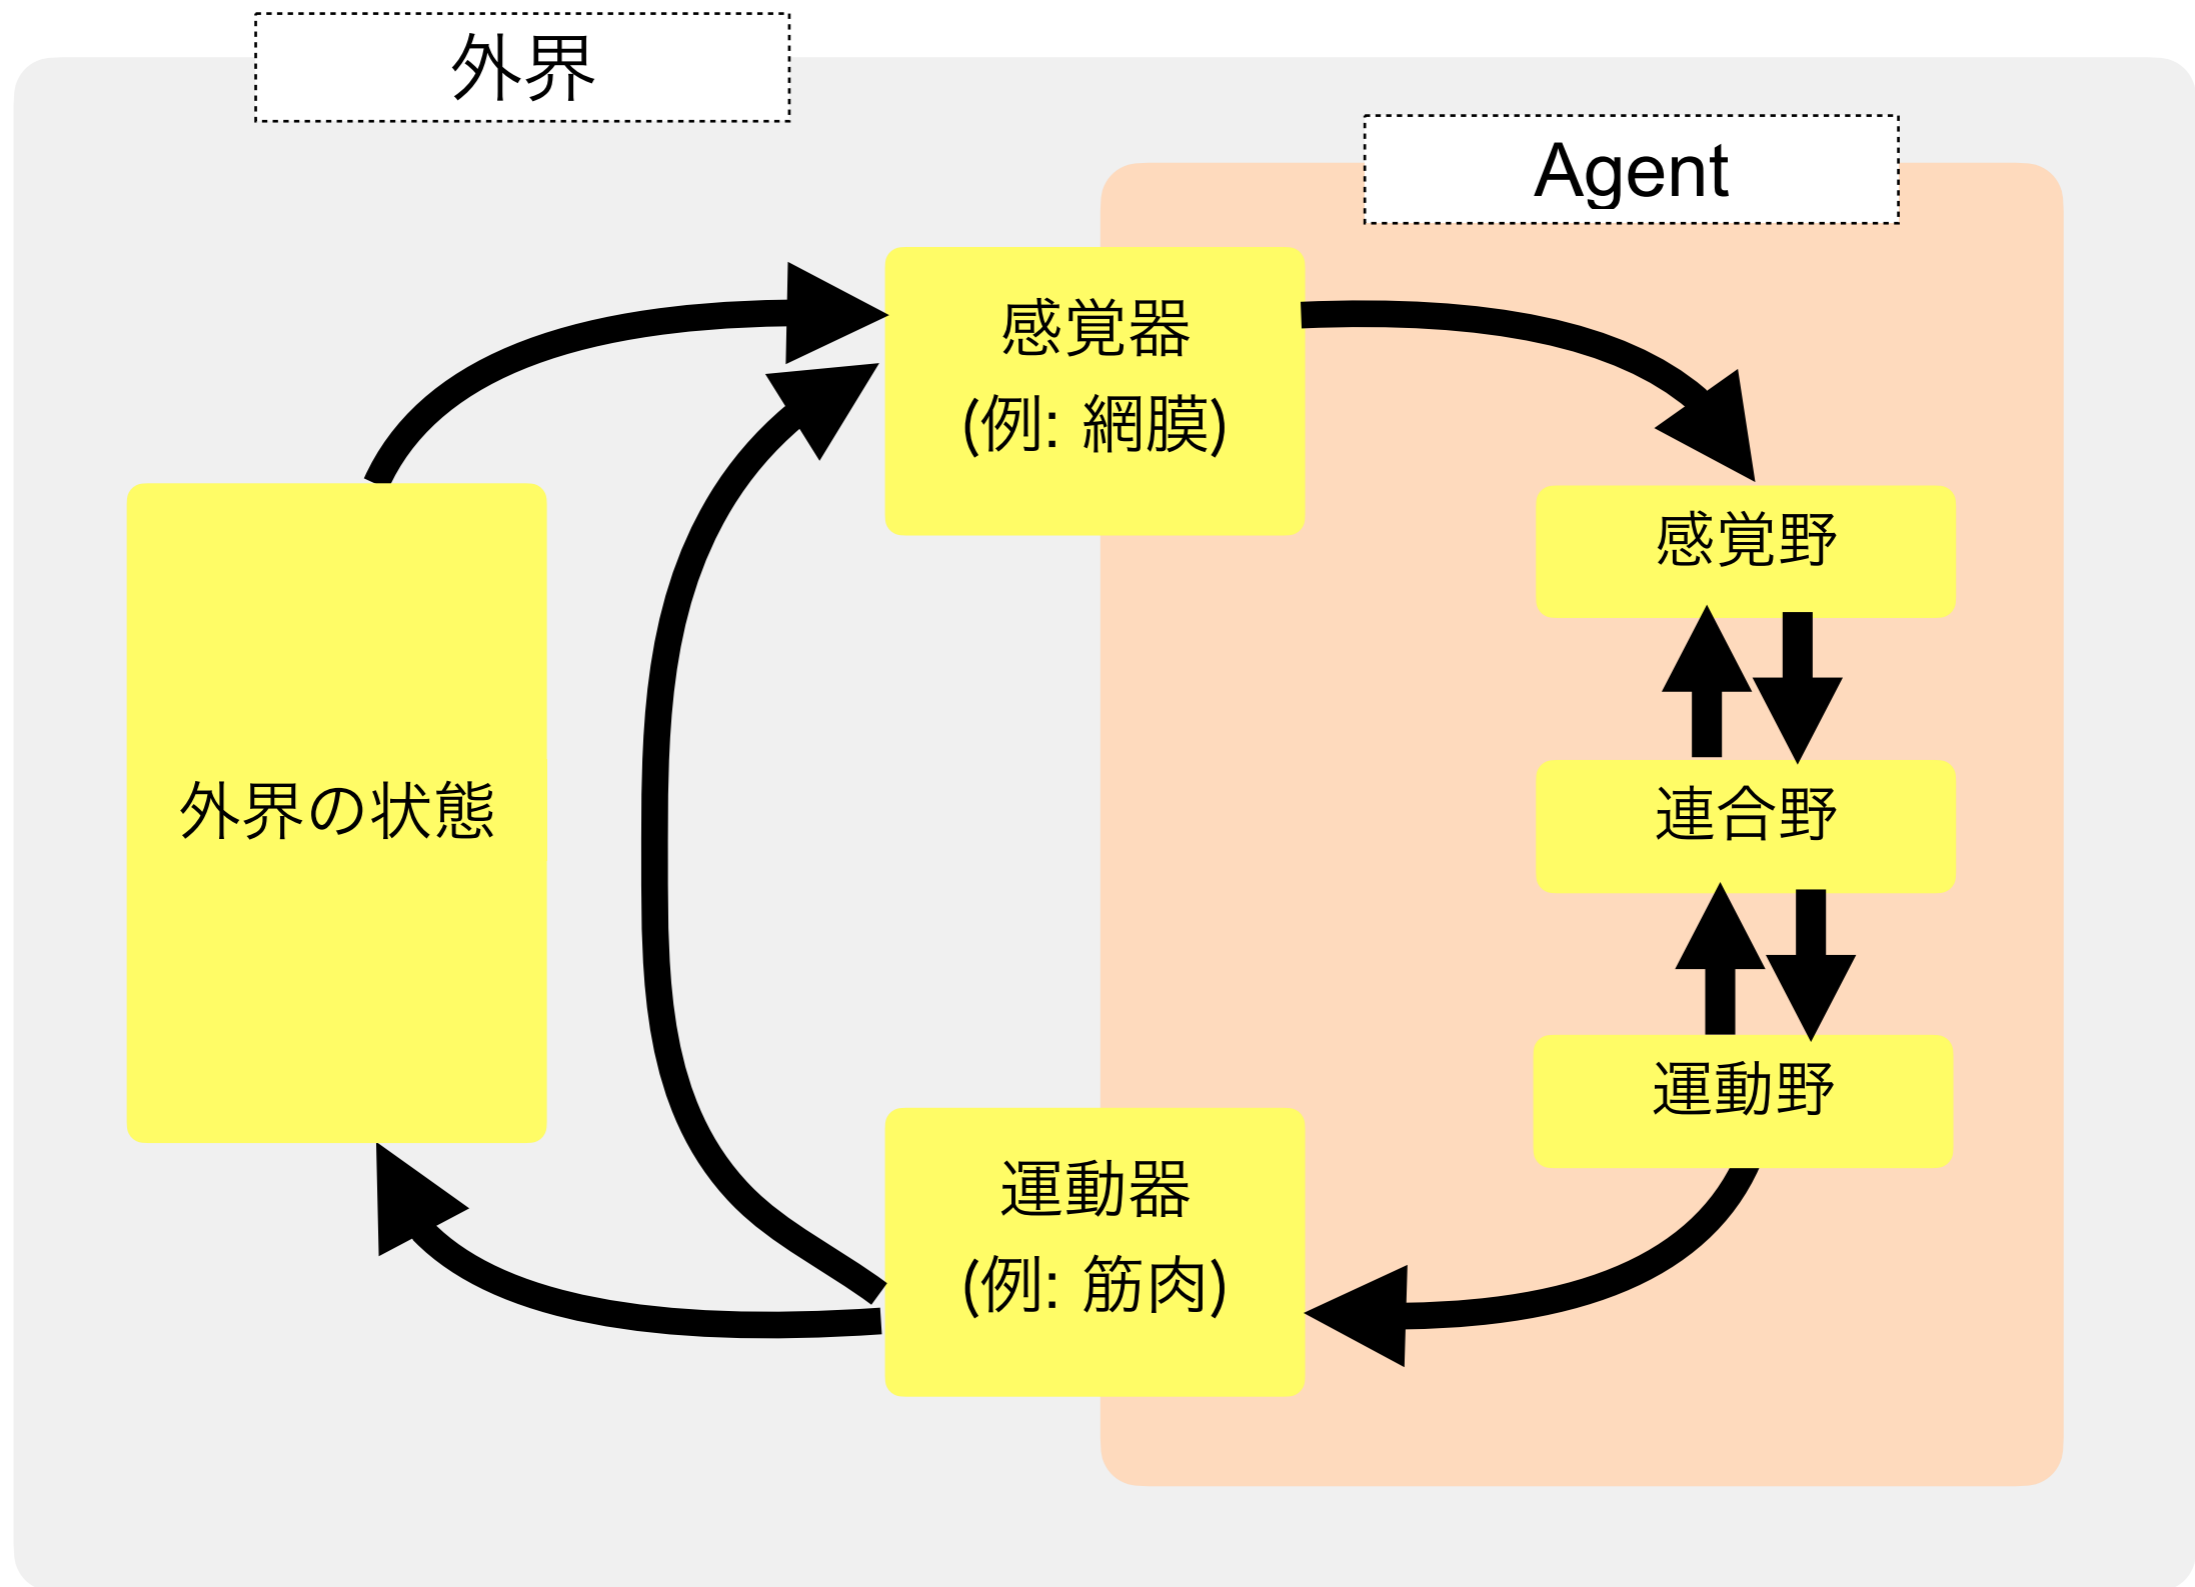 外界
Agent
感覚器
(例: 網膜)
感覚野
外界の状態
連合野
運動野
運動器
(例: 筋肉)